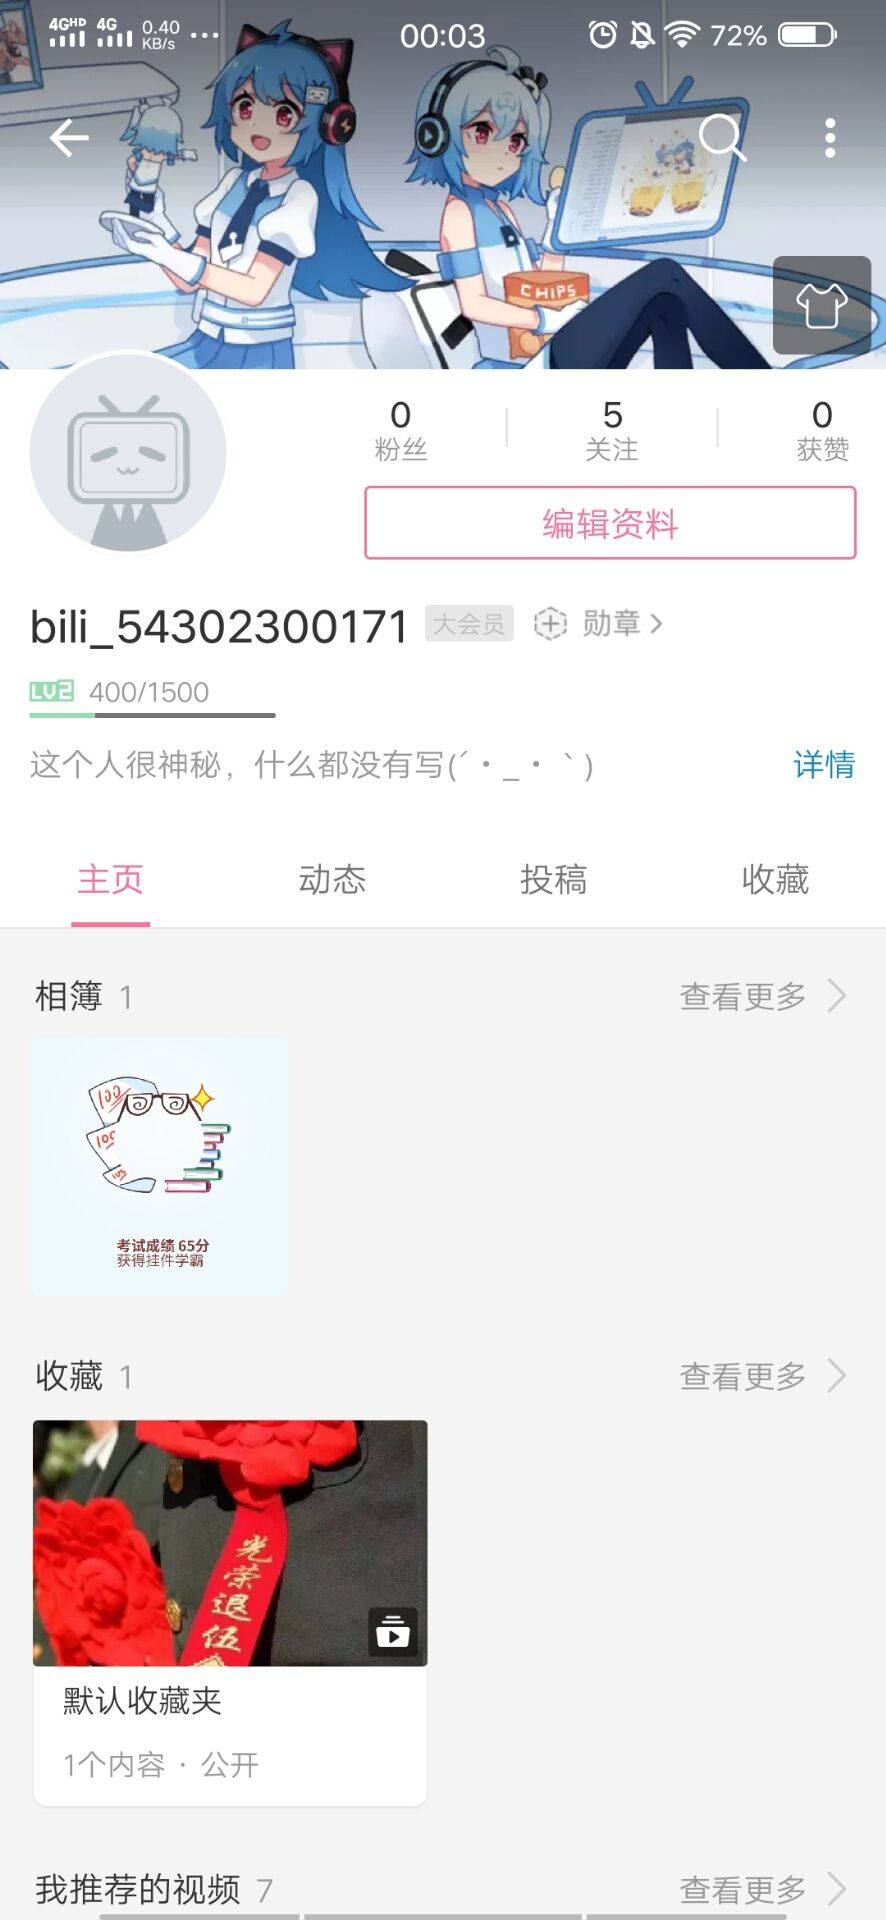 4GHD 4G 0.40 KB/s ... 00:03 72%
CHIPS
0 5 0
粉丝 关注 获赞
编辑资料
bili_54302300171 大会员 勋章
LV2 400/1500
这个人很神秘，什么都没有写(´・_・｀)
详情
主页 动态 投稿 收藏
相簿 1 查看更多
100
100
考试成绩 65分
获得挂件学霸
收藏 1 查看更多
光荣退伍
默认收藏夹
1个内容 · 公开
我推荐的视频 7 查看更多